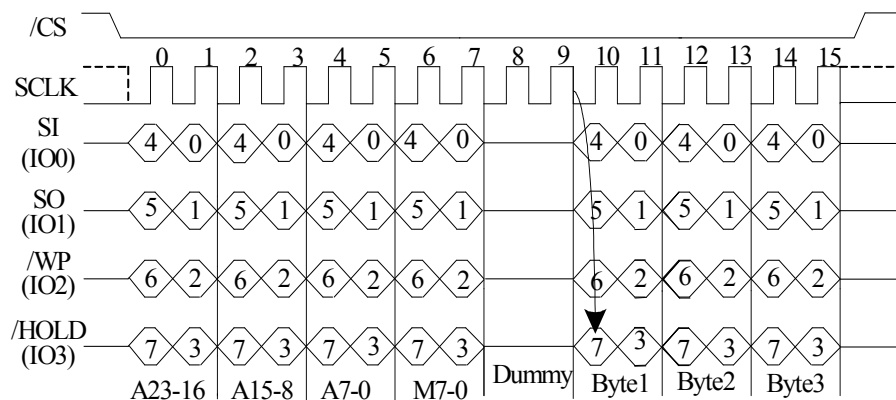 /CS
0 1 2 3 4 5 6 7 8 9 10 11 12 13 14 15
SCLK
SI
(IO0)
4 0 4 0 4 0 4 0 4 0 4 0 4 0
SO
(IO1)
5 1 5 1 5 1 5 1 5 1 5 1 5 1
/WP
(IO2)
6 2 6 2 6 2 6 2 6 2 6 2 6 2
/HOLD
(IO3)
7 3 7 3 7 3 7 3 7 3 7 3 7 3
A23-16 A15-8 A7-0 M7-0 Dummy Byte1 Byte2 Byte3